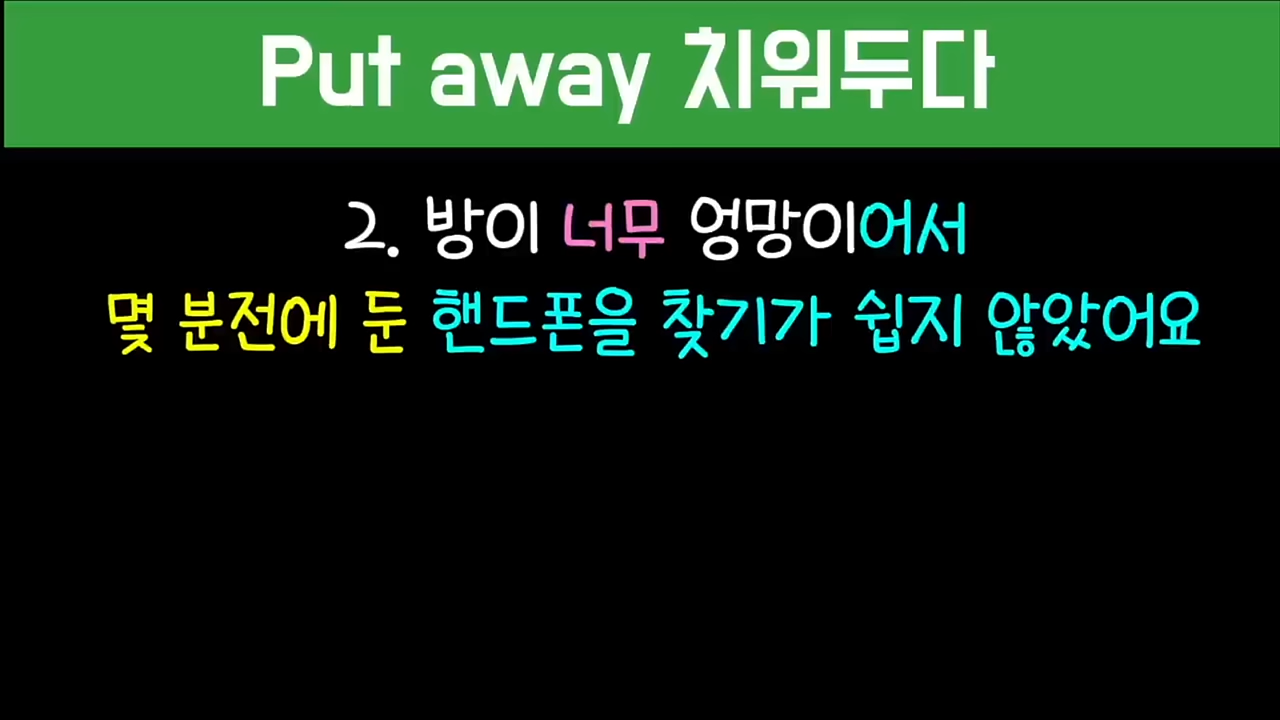 Put away 치워두다
2. 방이 너무 엉망이어서
몇 분전에 둔 핸드폰을 찾기가 쉽지 않았어요